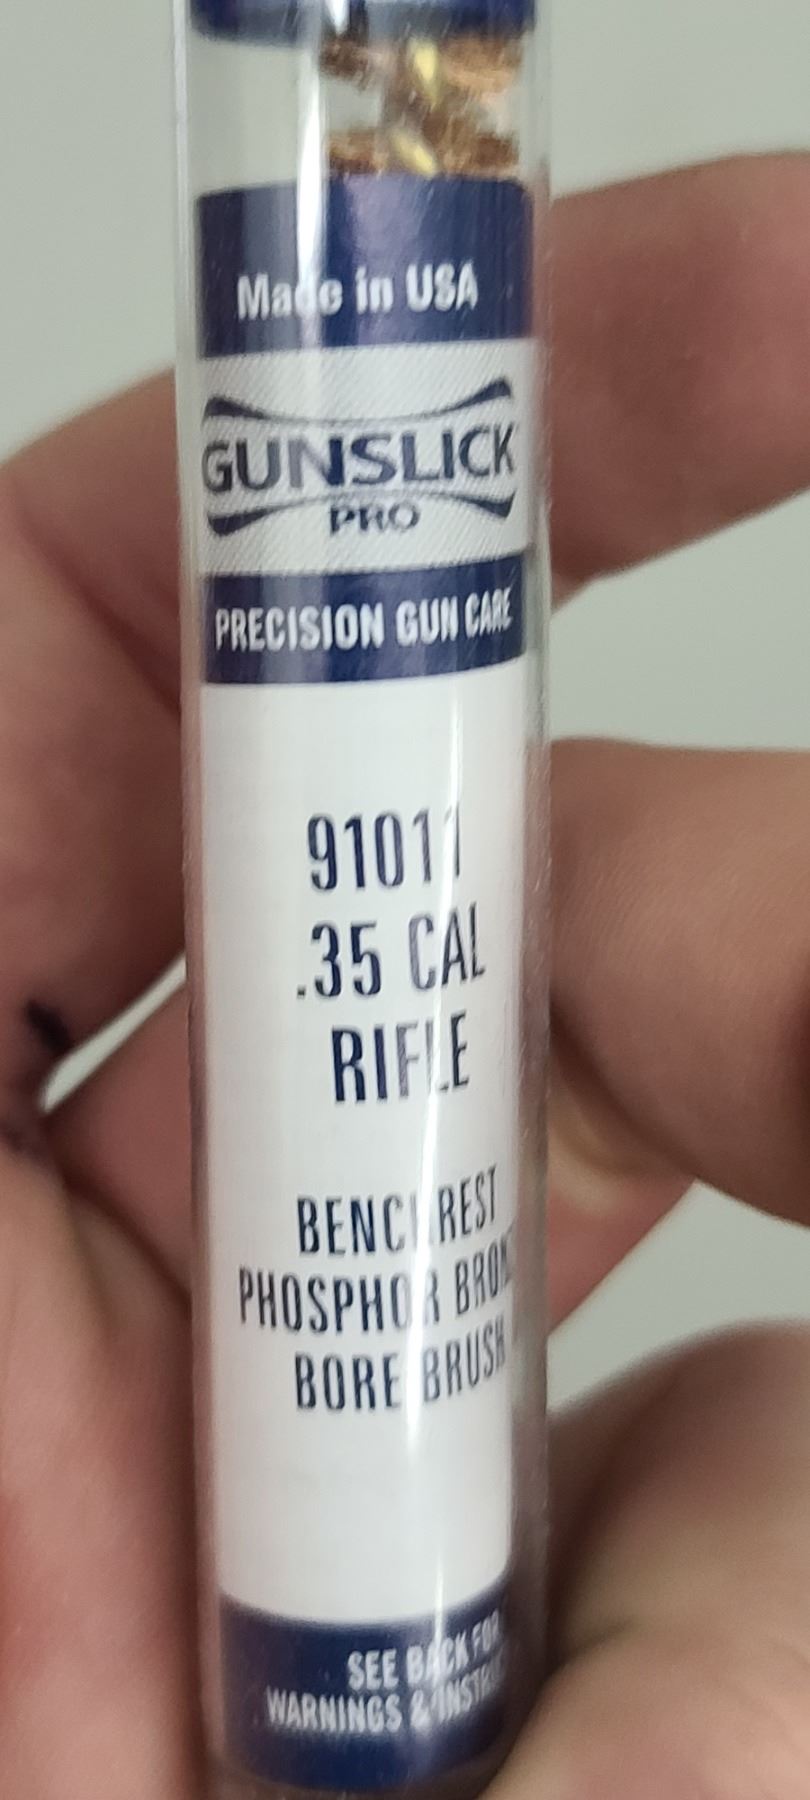 Made in USA
GUNSLICK
PRO
PRECISION GUN CARE
91011
.35 CAL
RIFLE
BENCHREST
PHOSPHOR BRONZE
BORE BRUSH
SEE BACK FOR
WARNINGS &